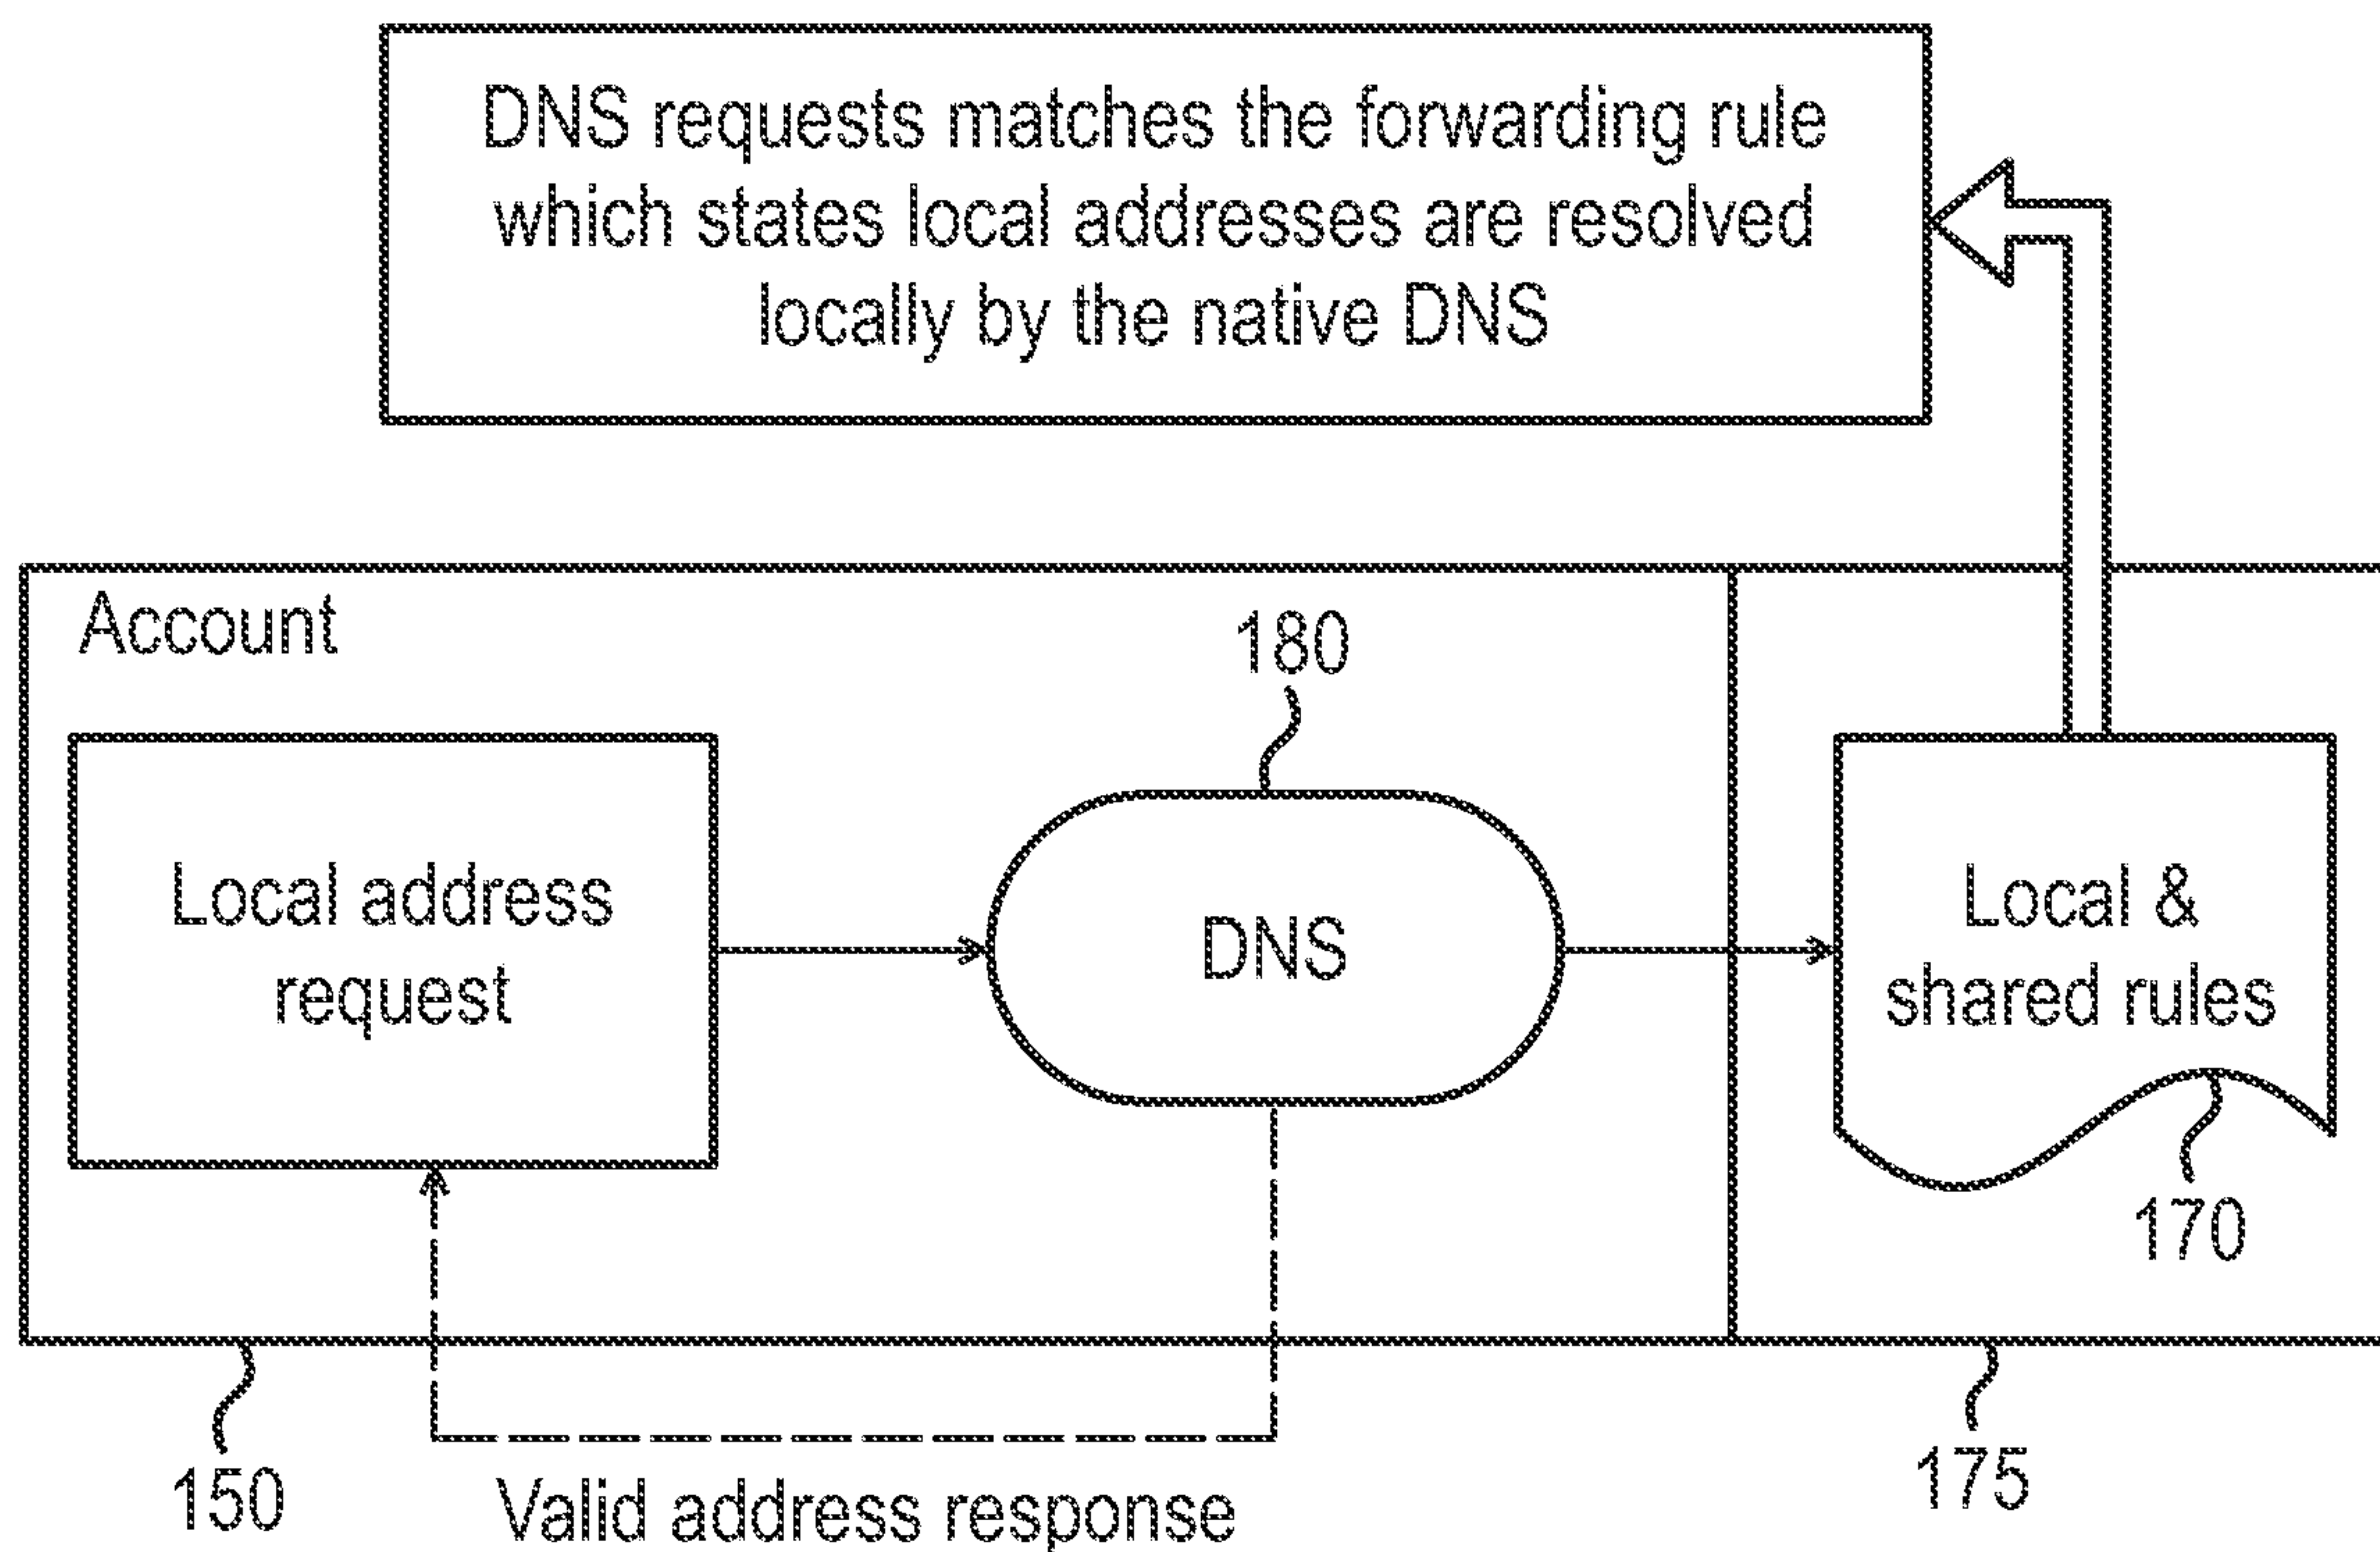 DNS requests matches the forwarding rule
which states local addresses are resolved
locally by the native DNS
Account
180
Local address
request
DNS
Local &
shared rules
170
150
Valid address response
175